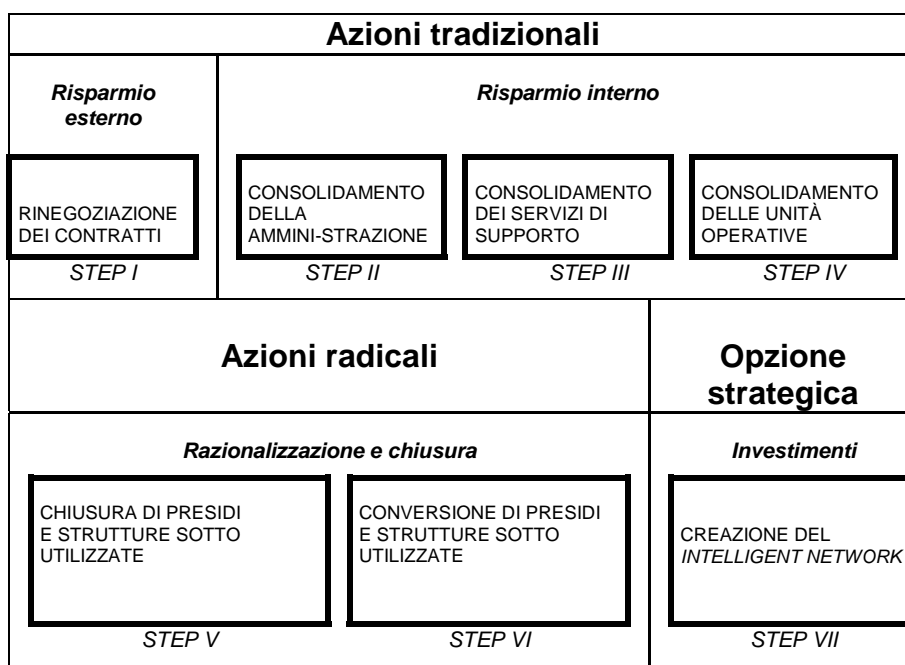 Azioni tradizionali
Risparmio
esterno
Risparmio interno
RINEGOZIAZIONE
DEI CONTRATTI
CONSOLIDAMENTO
DELLA
AMMINI-STRAZIONE
CONSOLIDAMENTO
DEI SERVIZI DI
SUPPORTO
CONSOLIDAMENTO
DELLE UNITÀ
OPERATIVE
STEP I
STEP II
STEP III
STEP IV
Azioni radicali
Opzione
strategica
Razionalizzazione e chiusura
Investimenti
CHIUSURA DI PRESIDI
E STRUTTURE SOTTO
UTILIZZATE
CONVERSIONE DI PRESIDI
E STRUTTURE SOTTO
UTILIZZATE
CREAZIONE DEL
INTELLIGENT NETWORK
STEP V
STEP VI
STEP VII